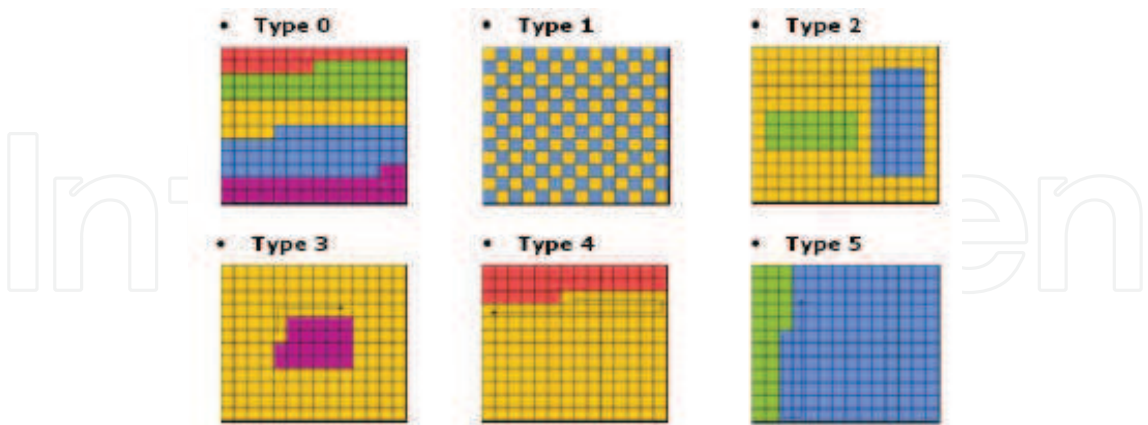 • Type 0
• Type 1
• Type 2
• Type 3
• Type 4
• Type 5